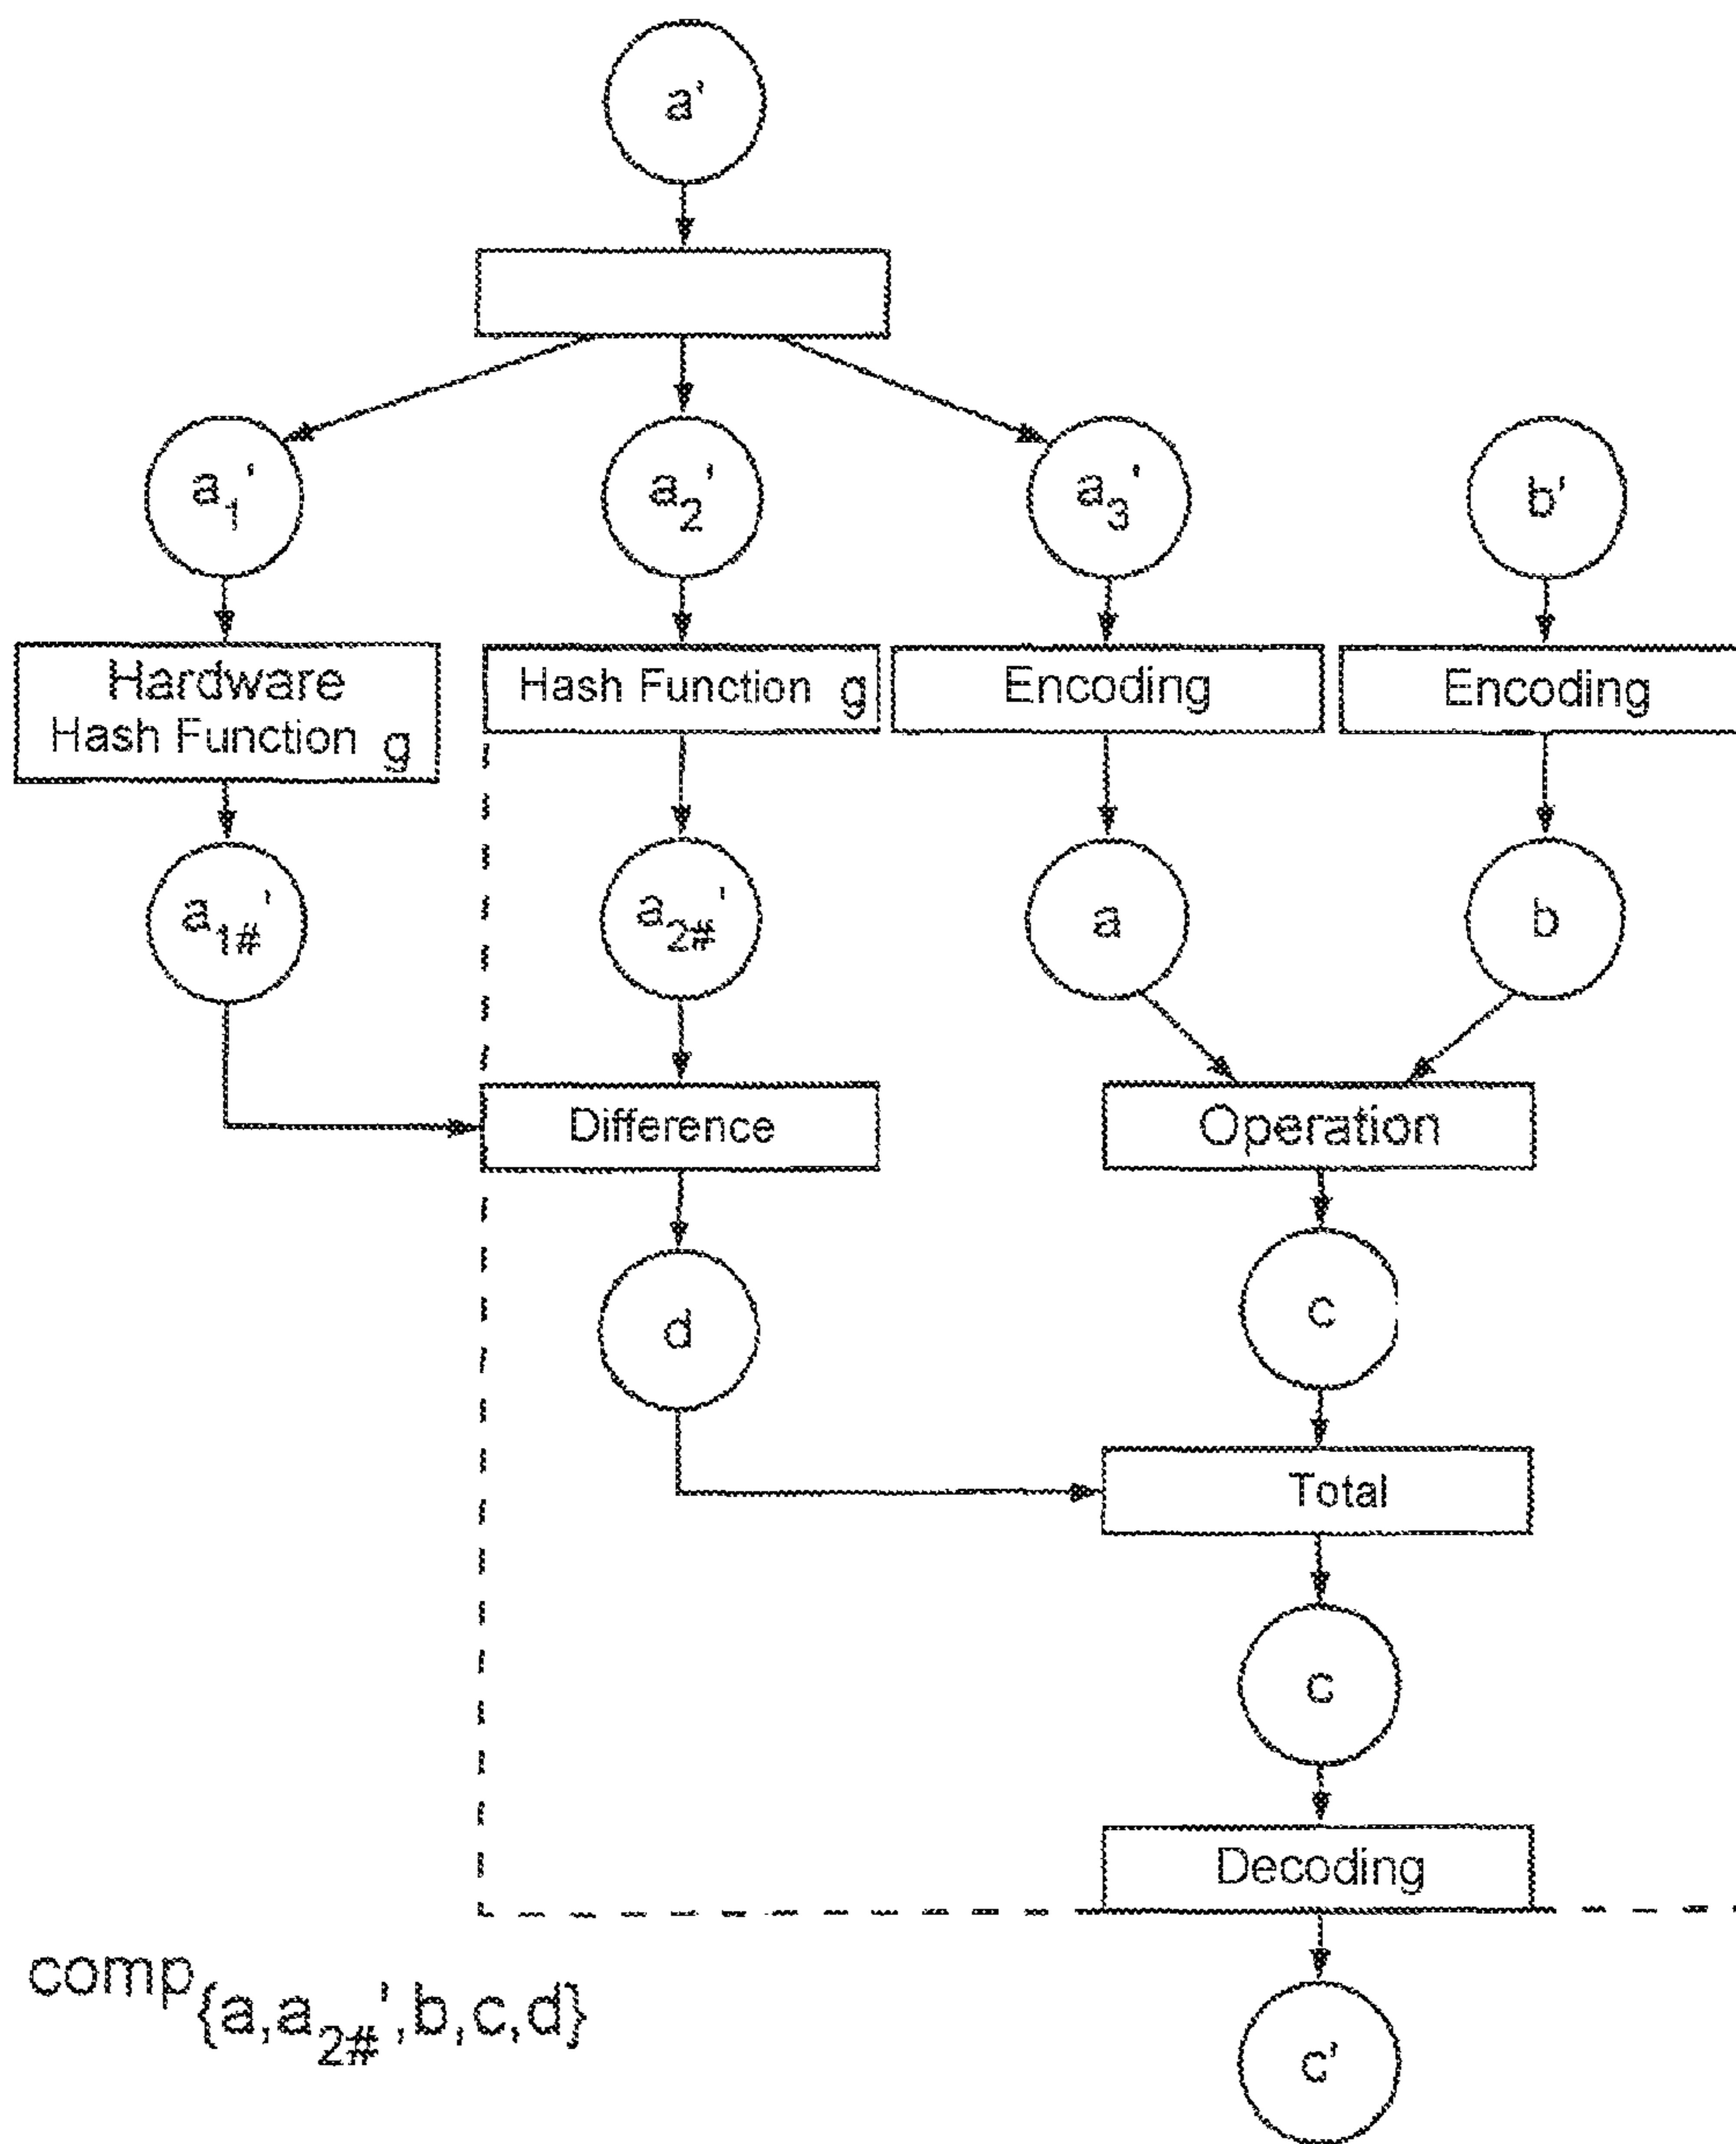 a'
a1' a2' a3' b'
Hardware
Hash Function g
Hash Function g
Encoding
Encoding
a1#' a2#' a b
Difference
Operation
d
c
Total
c
Decoding
comp{a,a2#',b,c,d}
c'